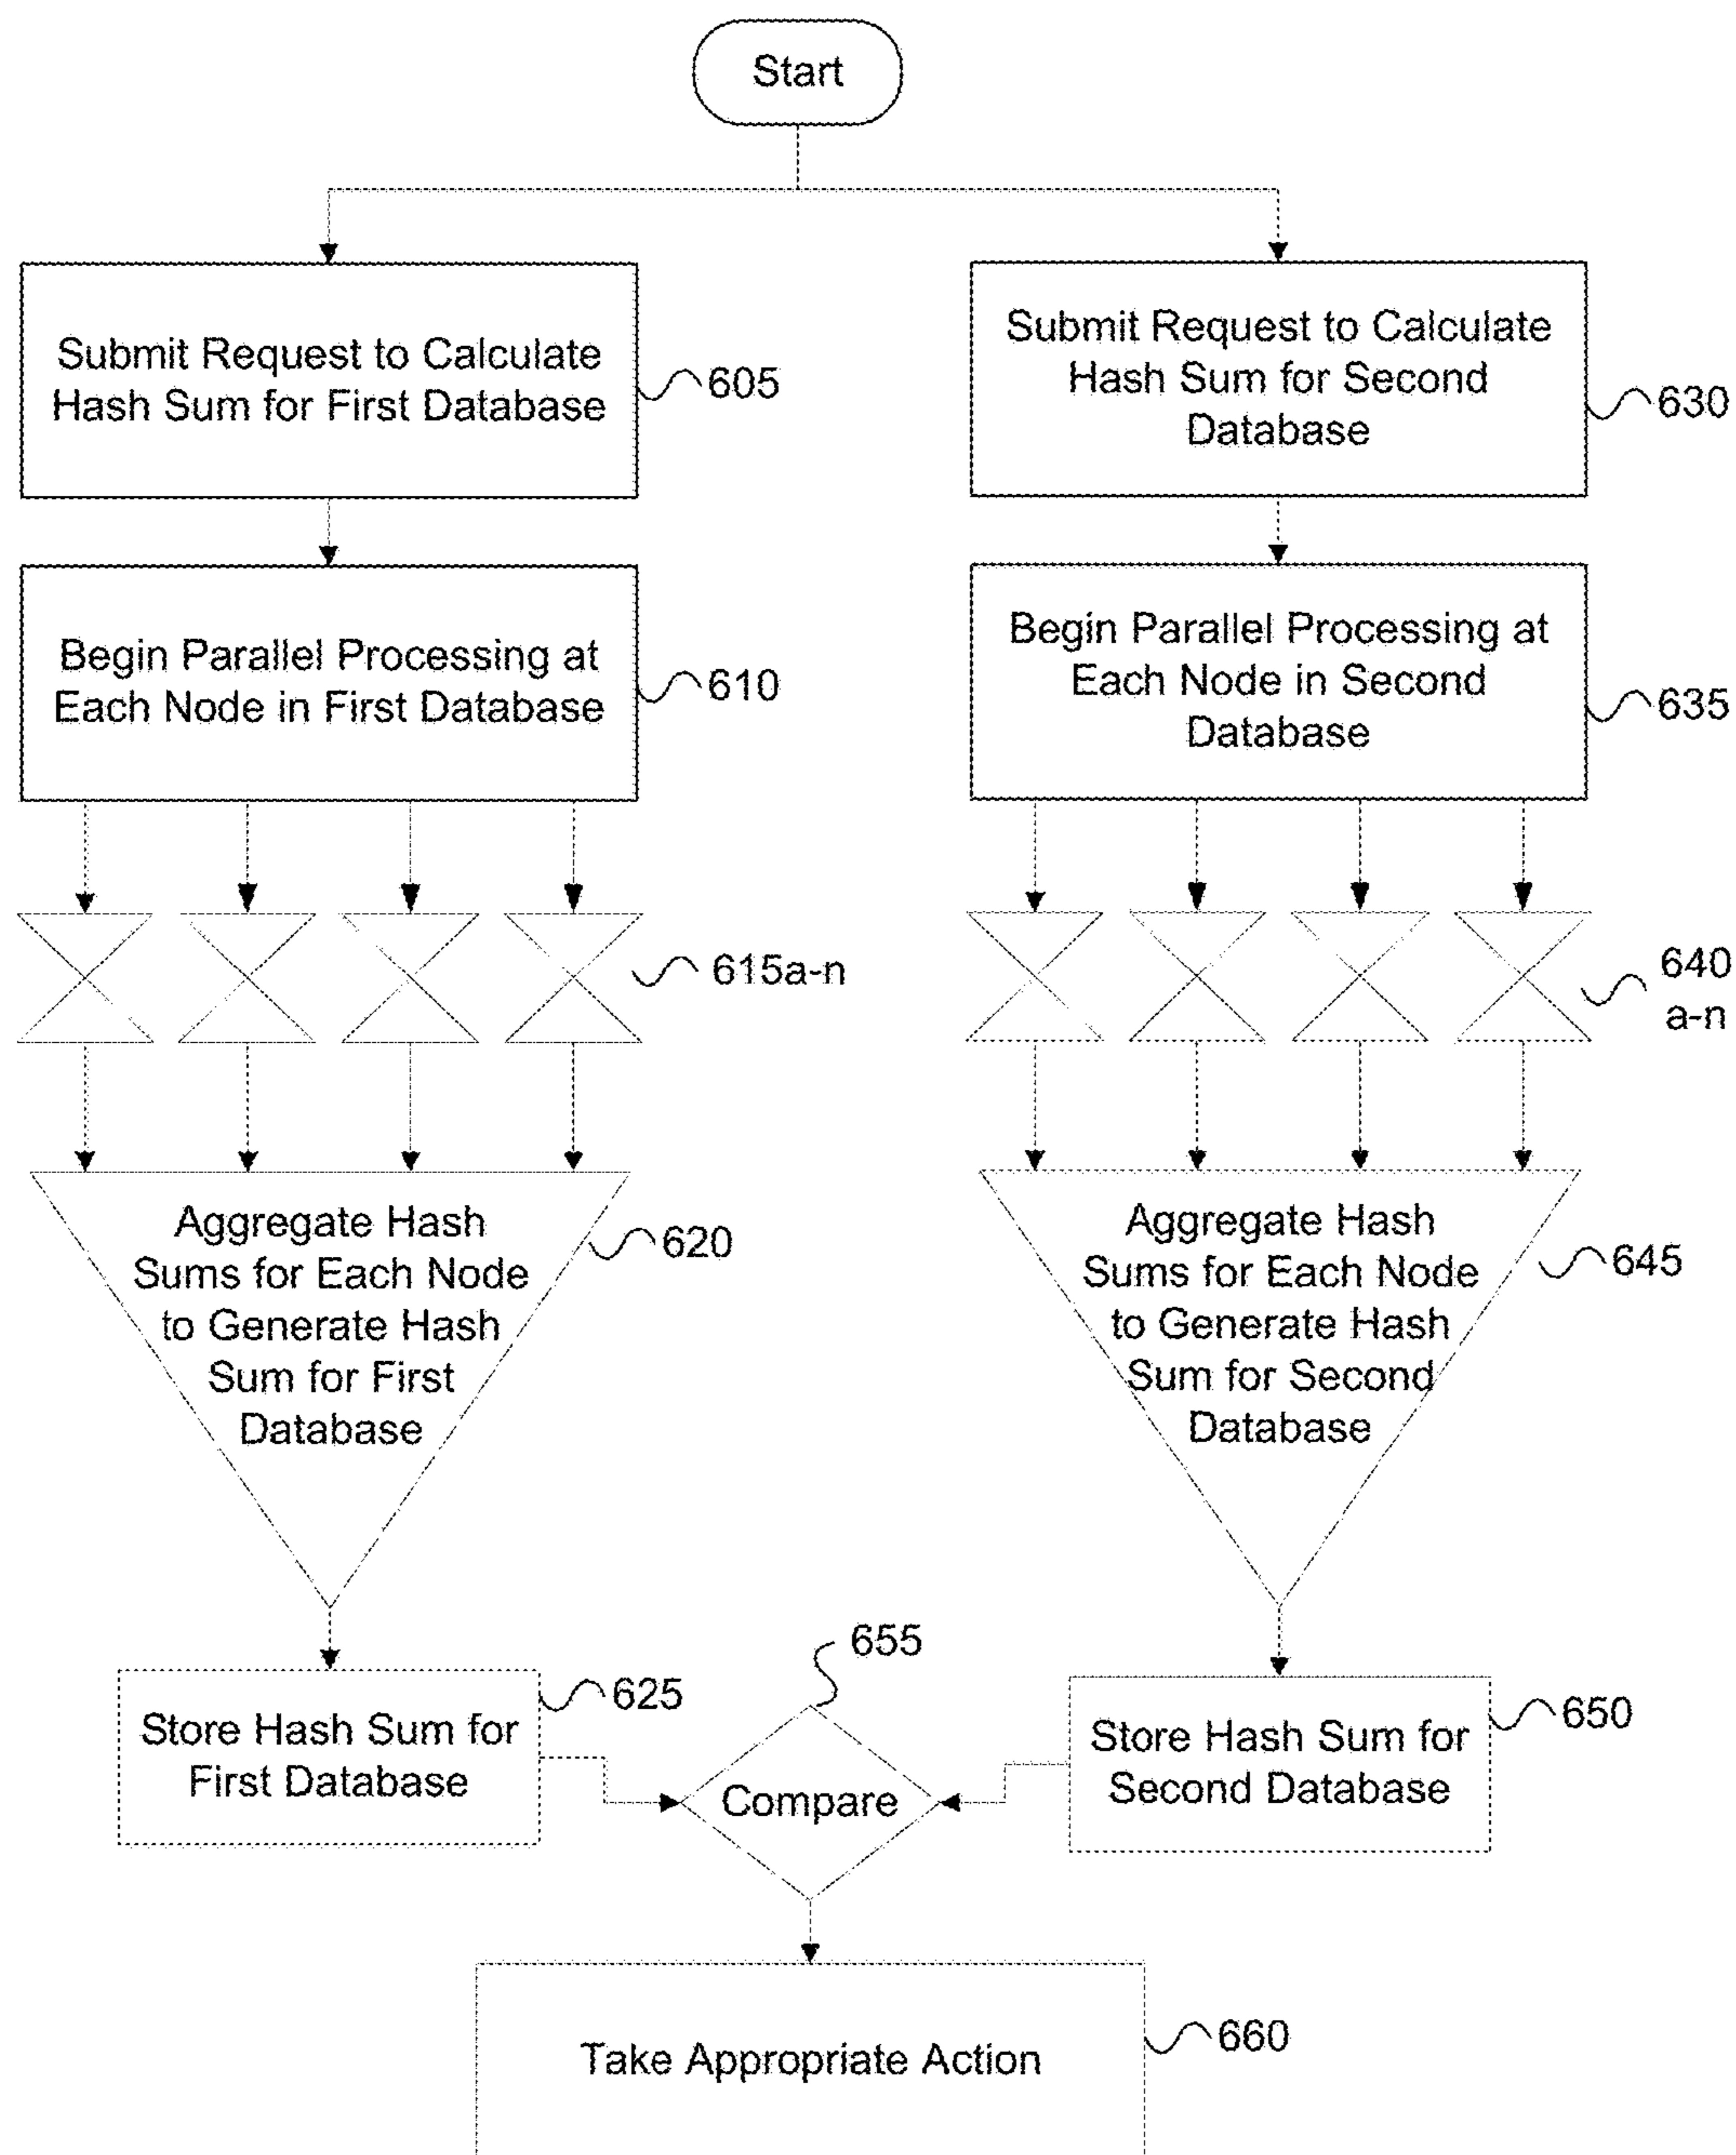 Start
Submit Request to Calculate
Hash Sum for First Database
605
Submit Request to Calculate
Hash Sum for Second
Database
630
Begin Parallel Processing at
Each Node in First Database
610
Begin Parallel Processing at
Each Node in Second
Database
635
615a-n
640
a-n
Aggregate Hash
Sums for Each Node
to Generate Hash
Sum for First
Database
620
Aggregate Hash
Sums for Each Node
to Generate Hash
Sum for Second
Database
645
Store Hash Sum for
First Database
625
655
Compare
Store Hash Sum for
Second Database
650
Take Appropriate Action
660